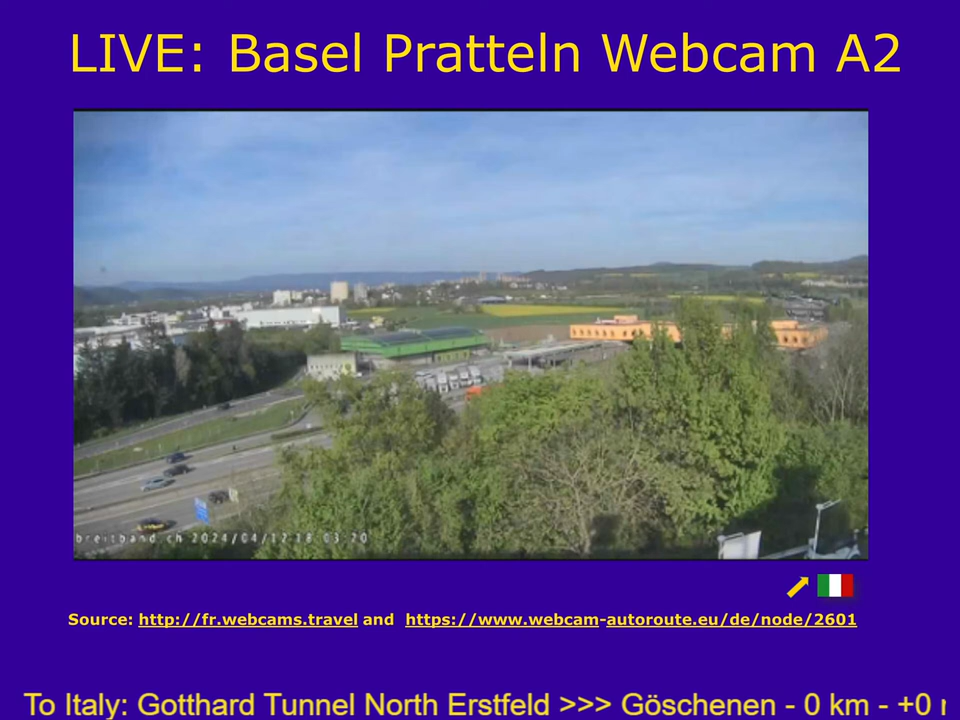 LIVE: Basel Pratteln Webcam A2
breitband.ch 2024/04/12 18 03:20
Source: http://fr.webcams.travel and https://www.webcam-autoroute.eu/de/node/2601
To Italy: Gotthard Tunnel North Erstfeld >>> Göschenen - 0 km - +0